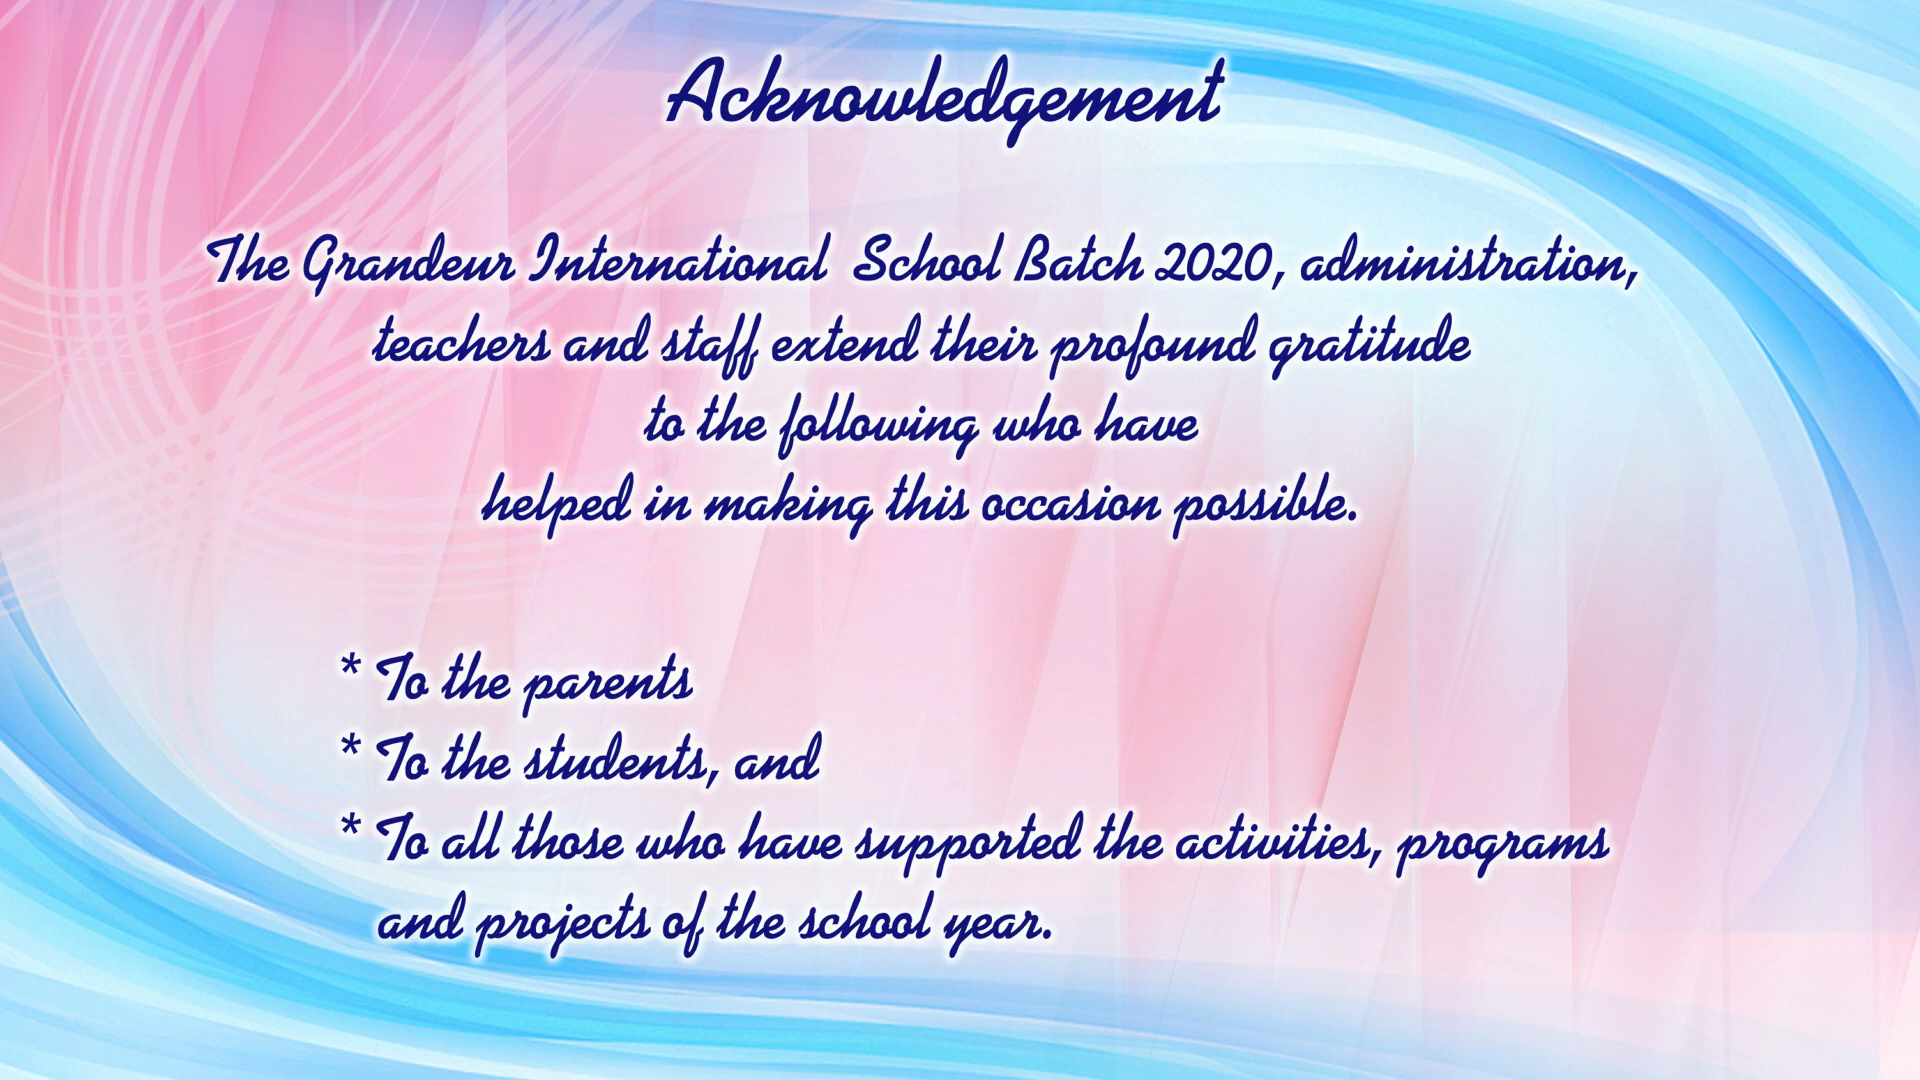 Acknowledgement
The Grandeur International School Batch 2020, administration,
teachers and staff extend their profound gratitude
to the following who have
helped in making this occasion possible.
* To the parents
* To the students, and
* To all those who have supported the activities, programs
and projects of the school year.